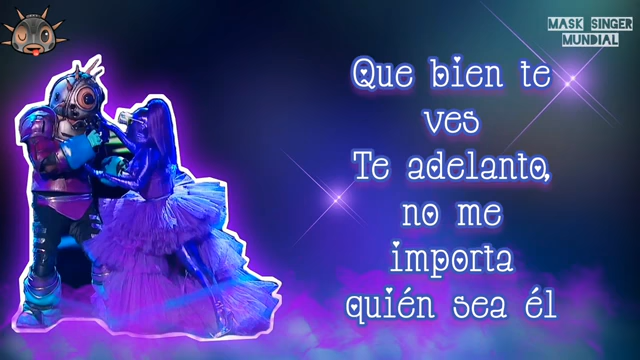 MASK SINGER
MUNDIAL
Que bien te
ves
Te adelanto,
no me
importa
quién sea él